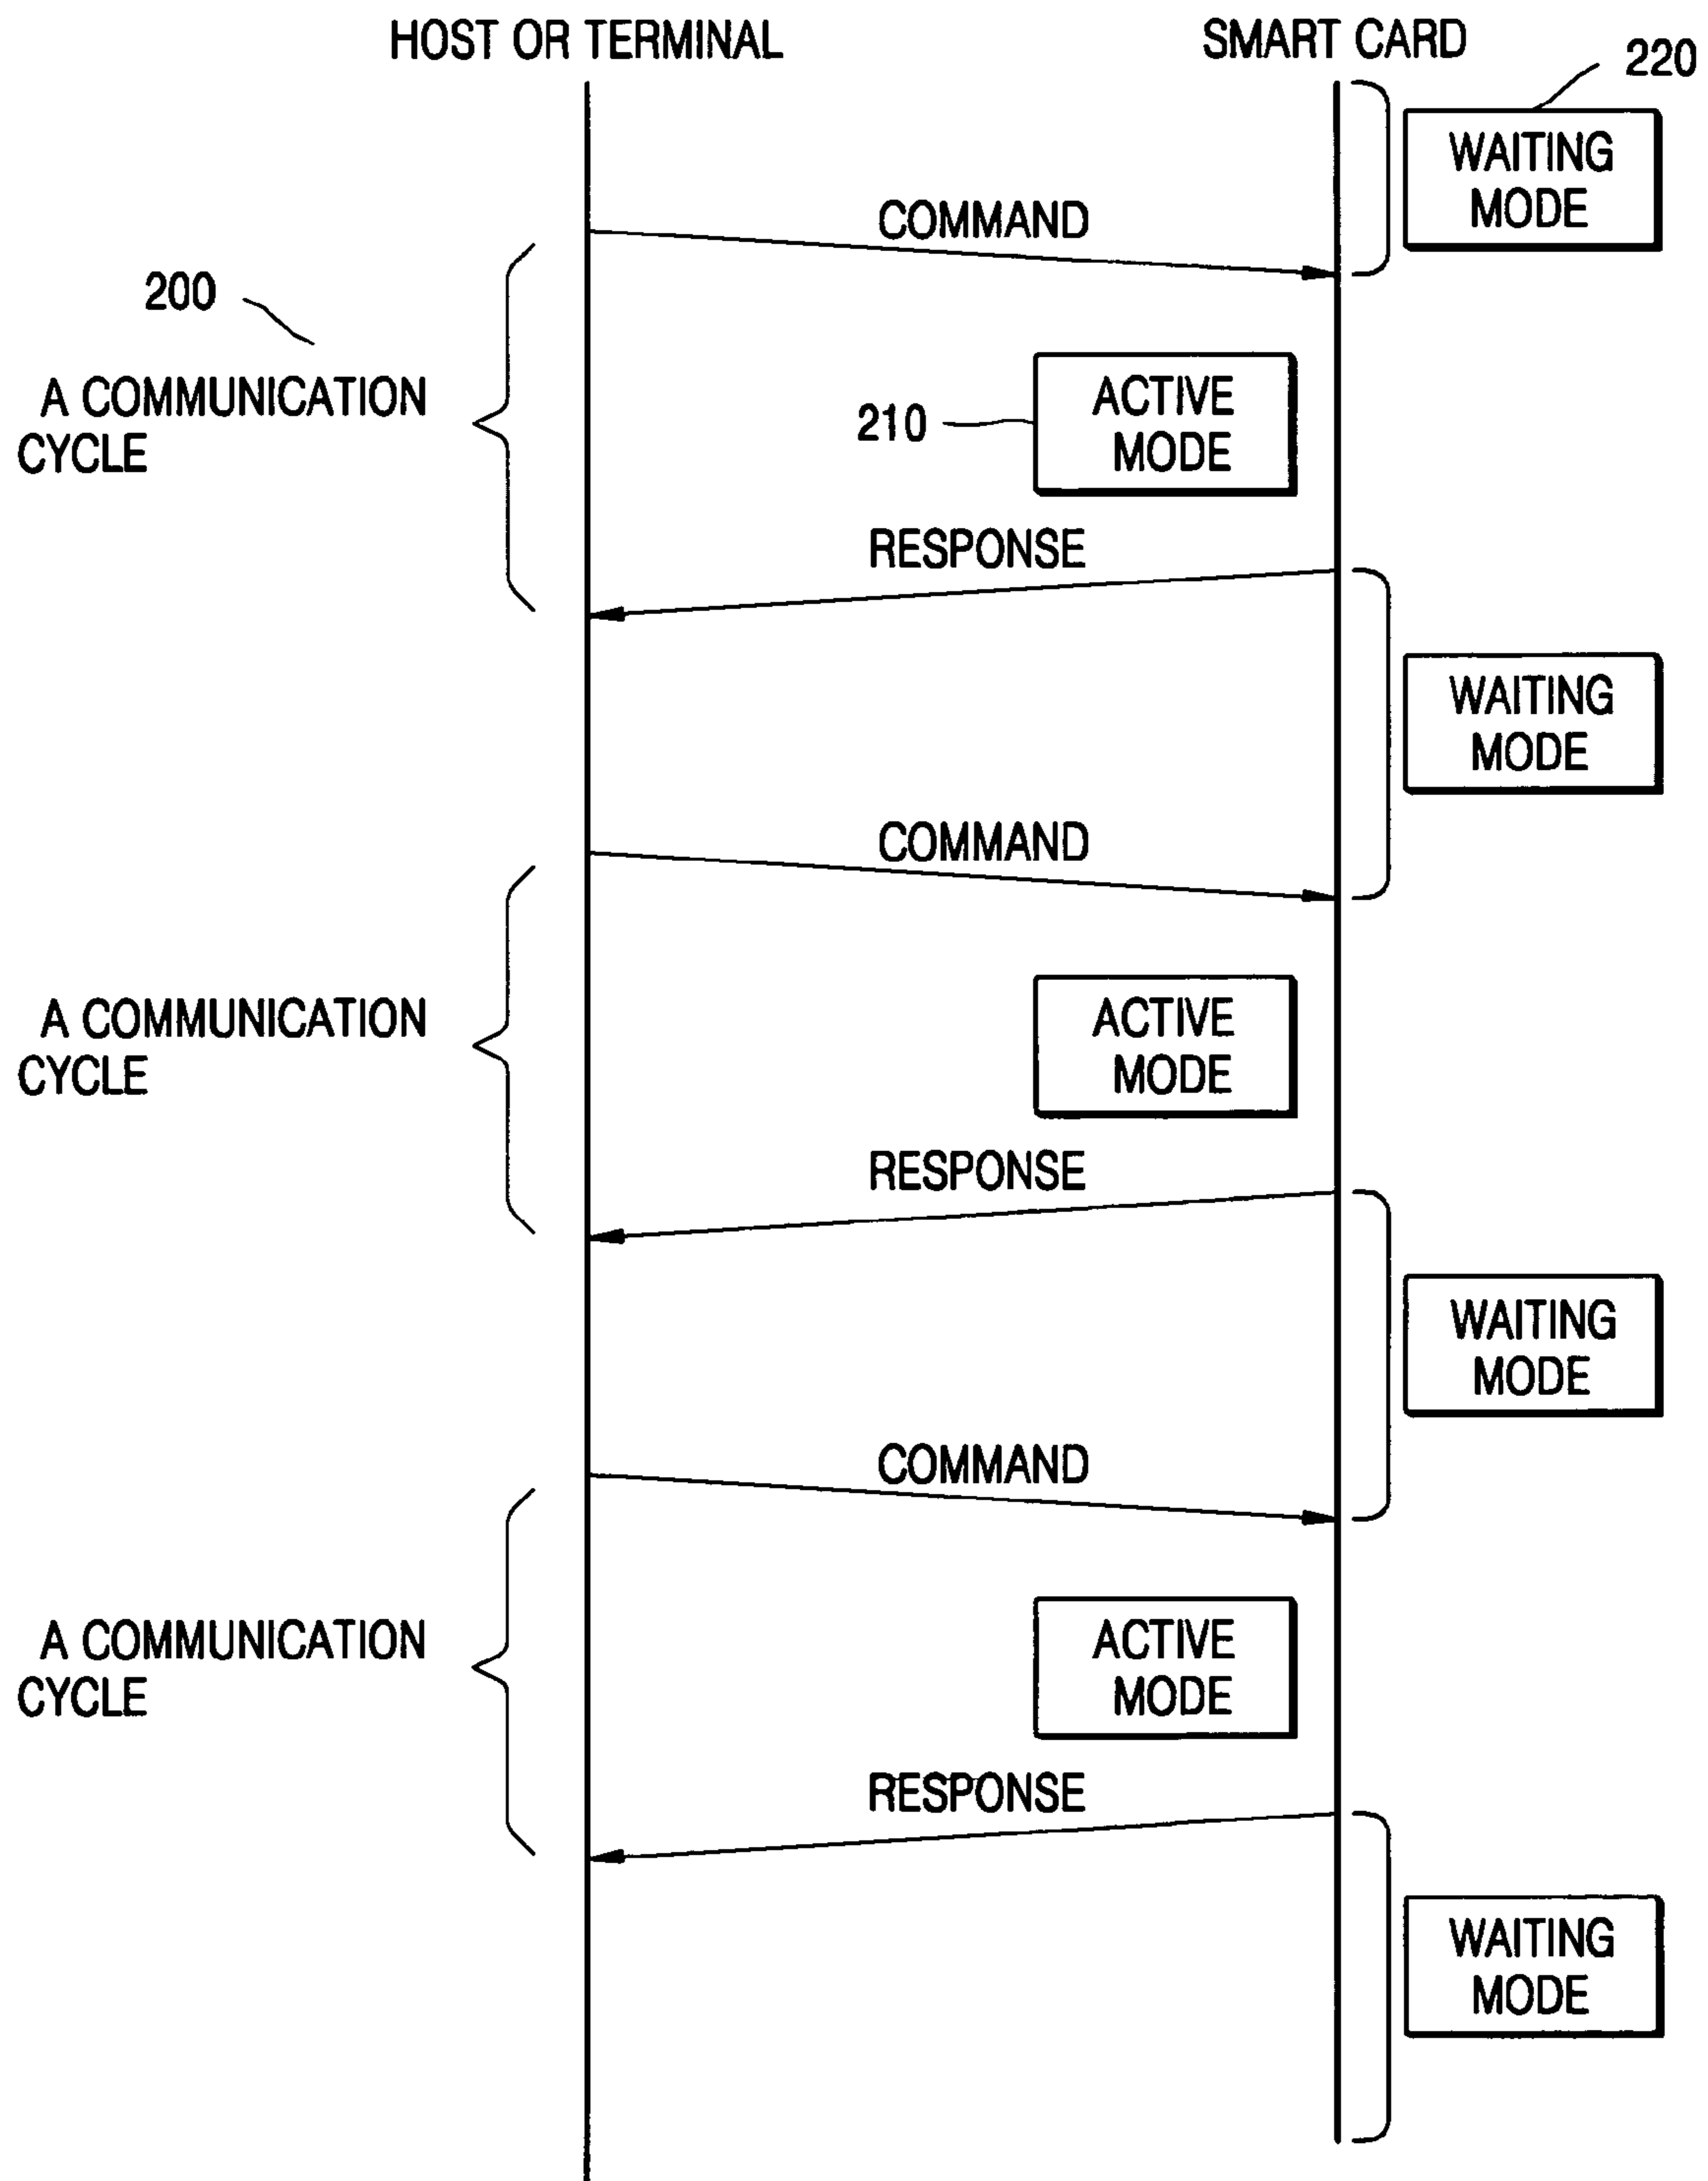 HOST OR TERMINAL
SMART CARD
220
WAITING
MODE
COMMAND
200
A COMMUNICATION
CYCLE
210
ACTIVE
MODE
RESPONSE
WAITING
MODE
COMMAND
A COMMUNICATION
CYCLE
ACTIVE
MODE
RESPONSE
WAITING
MODE
COMMAND
A COMMUNICATION
CYCLE
ACTIVE
MODE
RESPONSE
WAITING
MODE